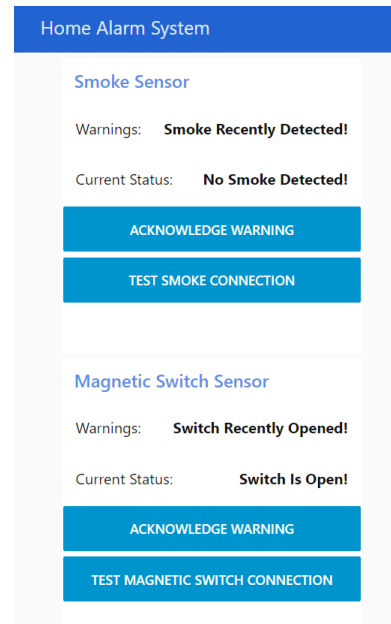 Home Alarm System
Smoke Sensor
Warnings: Smoke Recently Detected!
Current Status: No Smoke Detected!
ACKNOWLEDGE WARNING
TEST SMOKE CONNECTION
Magnetic Switch Sensor
Warnings: Switch Recently Opened!
Current Status: Switch Is Open!
ACKNOWLEDGE WARNING
TEST MAGNETIC SWITCH CONNECTION